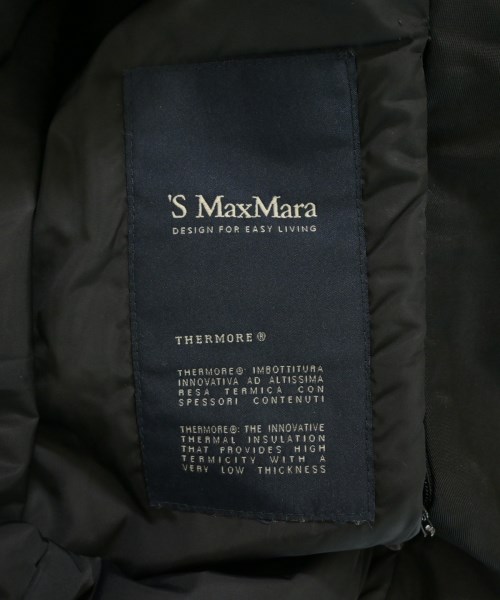 'S MaxMara
DESIGN FOR EASY LIVING
THERMORE®
THERMORE®: IMBOTTITURA
INNOVATIVA AD ALTISSIMA
RESA TERMICA CON
SPESSORI CONTENUTI
THERMORE®: THE INNOVATIVE
THERMAL INSULATION
THAT PROVIDES HIGH
TERMICITY WITH A
VERY LOW THICKNESS